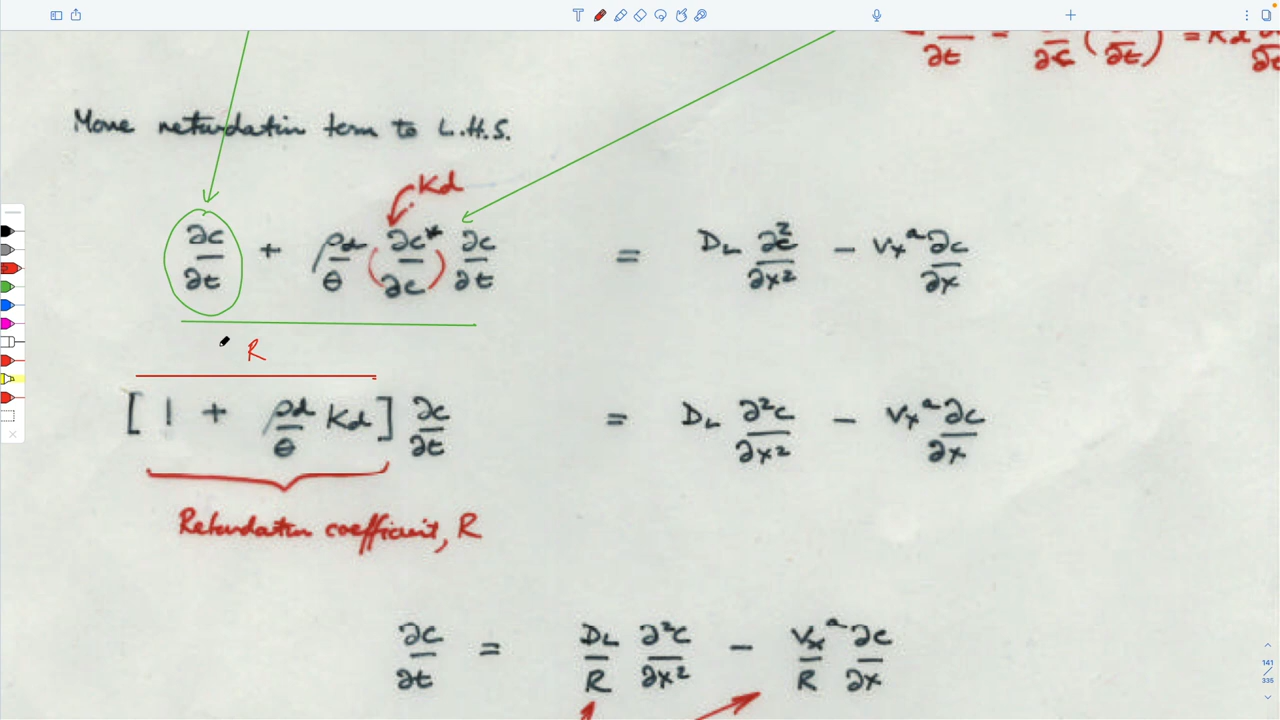 ∂t = ∂c (∂t) = Kd ∂t
Move retardation term to L.H.S.
Kd
∂c/∂t + ρd/θ (∂c*/∂c) ∂c/∂t = DL ∂²c/∂x² − Vxᵃ ∂c/∂x
R
[ 1 + ρd/θ Kd ] ∂c/∂t = DL ∂²c/∂x² − Vxᵃ ∂c/∂x
Retardation coefficient, R
∂c/∂t = DL/R ∂²c/∂x² − Vxᵃ/R ∂c/∂x
141
335